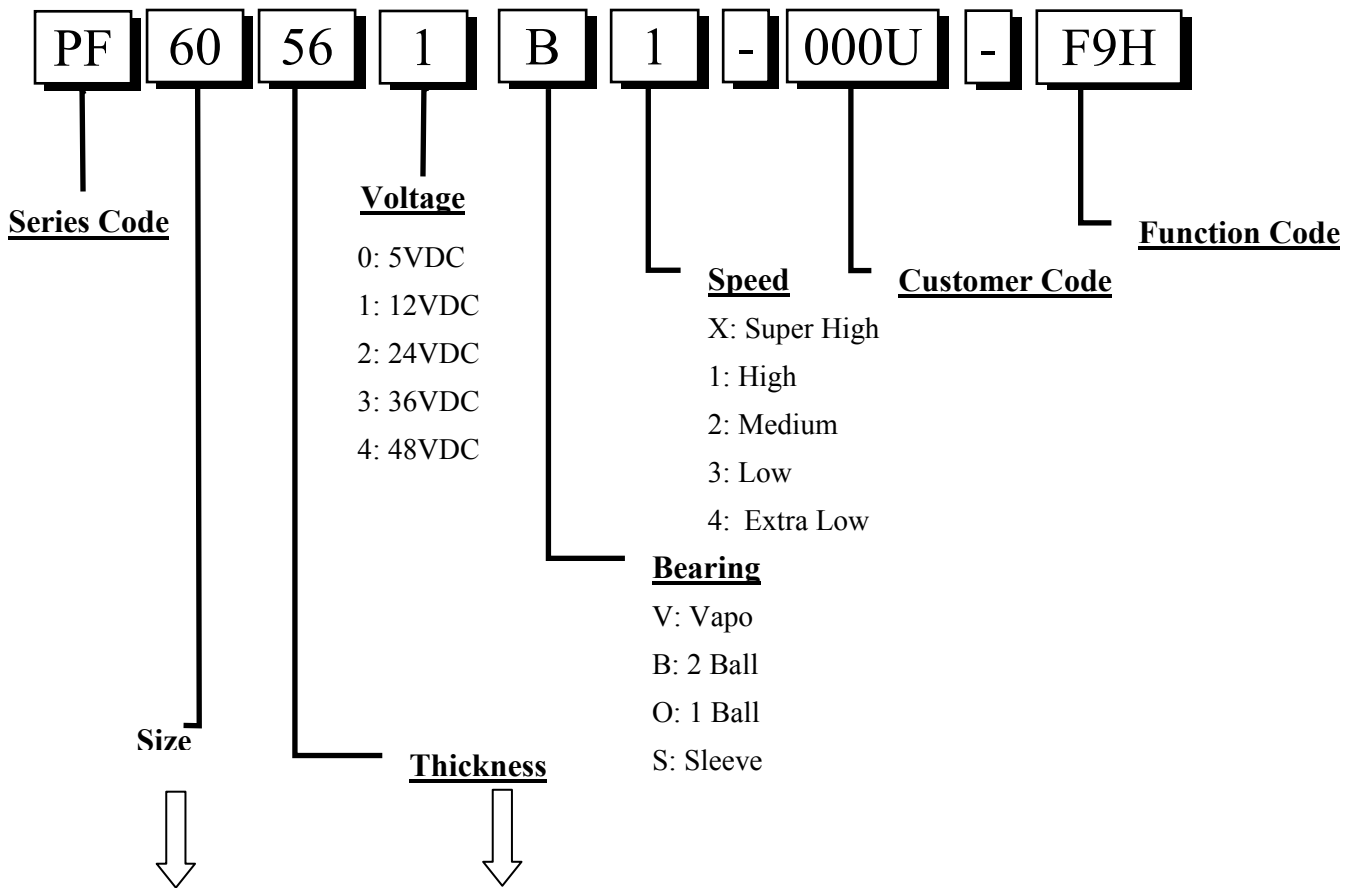 PF 60 56 1 B 1 - 000U - F9H
Series Code
Voltage
0: 5VDC
1: 12VDC
2: 24VDC
3: 36VDC
4: 48VDC
Function Code
Customer Code
Speed
X: Super High
1: High
2: Medium
3: Low
4: Extra Low
Bearing
V: Vapo
B: 2 Ball
O: 1 Ball
S: Sleeve
Size
Thickness